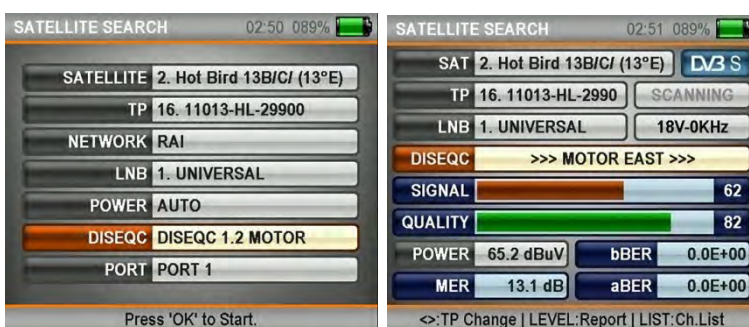 SATELLITE SEARCH 02:50 089%
SATELLITE 2. Hot Bird 13B/C/ (13°E)
TP 16. 11013-HL-29900
NETWORK RAI
LNB 1. UNIVERSAL
POWER AUTO
DISEQC DISEQC 1.2 MOTOR
PORT PORT 1
Press 'OK' to Start.
SATELLITE SEARCH 02:51 089%
SAT 2. Hot Bird 13B/C/ (13°E) DVB S
TP 16. 11013-HL-2990 SCANNING
LNB 1. UNIVERSAL 18V-0KHz
DISEQC >>> MOTOR EAST >>>
SIGNAL 62
QUALITY 82
POWER 65.2 dBuV bBER 0.0E+00
MER 13.1 dB aBER 0.0E+00
<>:TP Change | LEVEL:Report | LIST:Ch.List